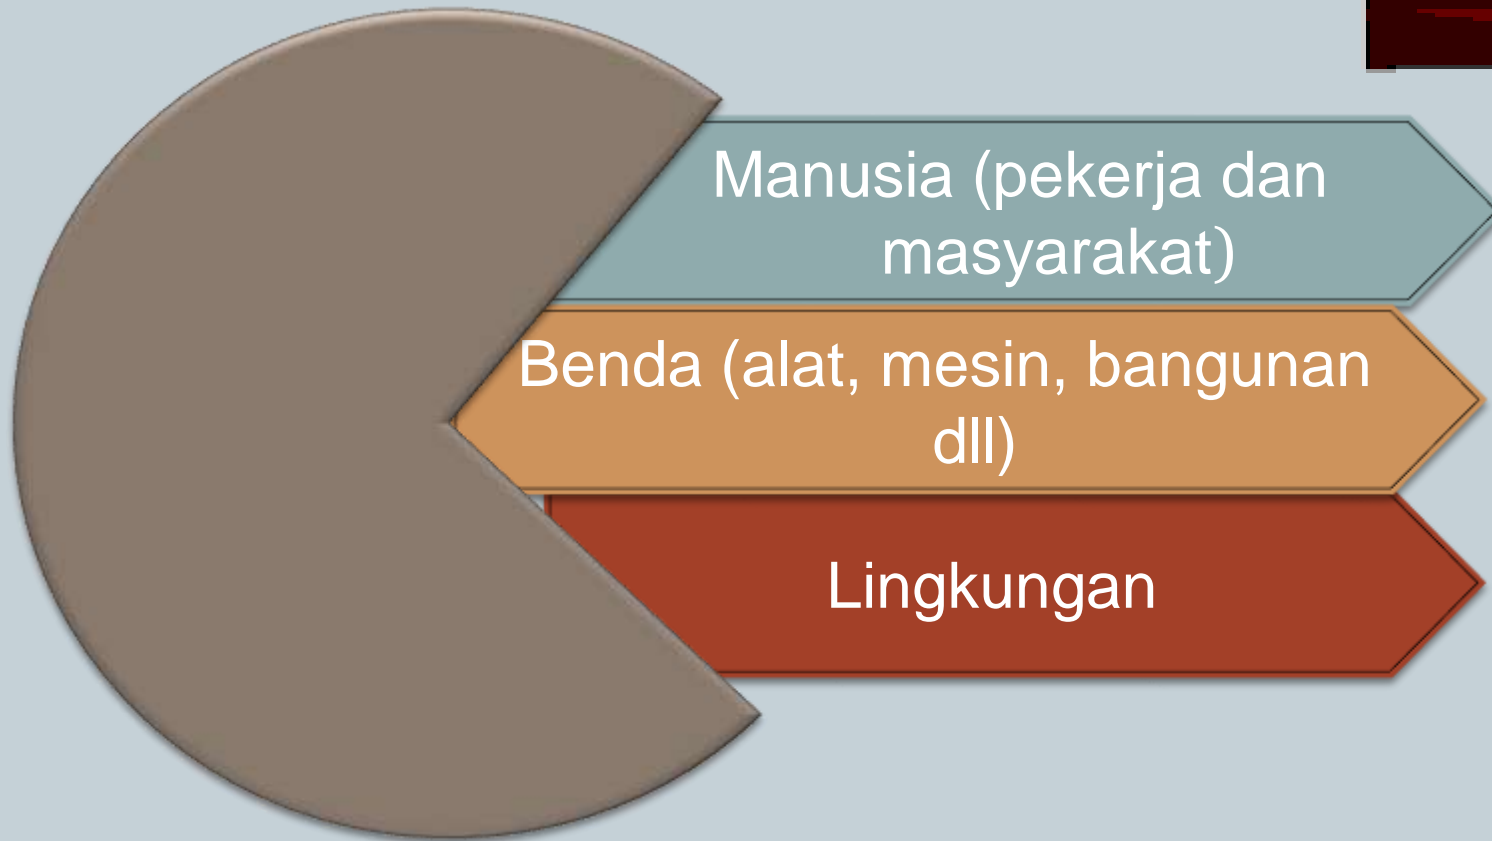 Manusia (pekerja dan
masyarakat)
Benda (alat, mesin, bangunan
dll)
Lingkungan